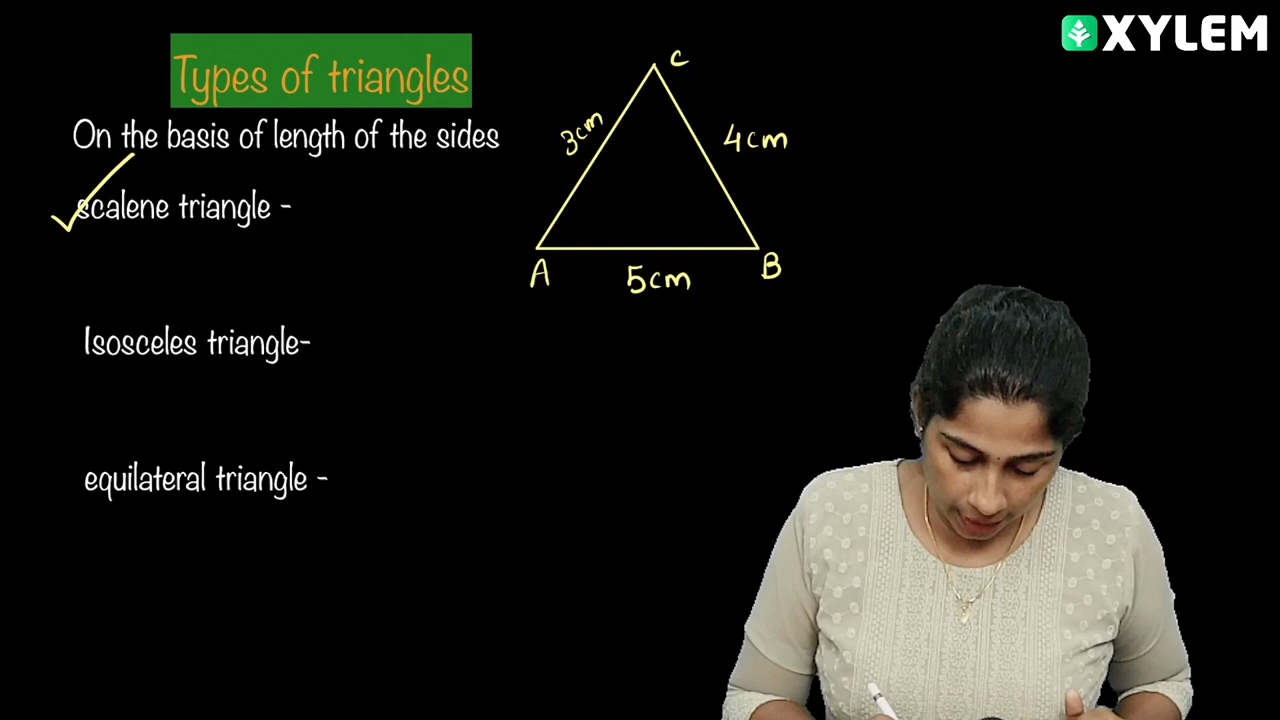 XYLEM
Types of triangles
On the basis of length of the sides
scalene triangle -
Isosceles triangle-
equilateral triangle -
C
3cm
4cm
A
5cm
B